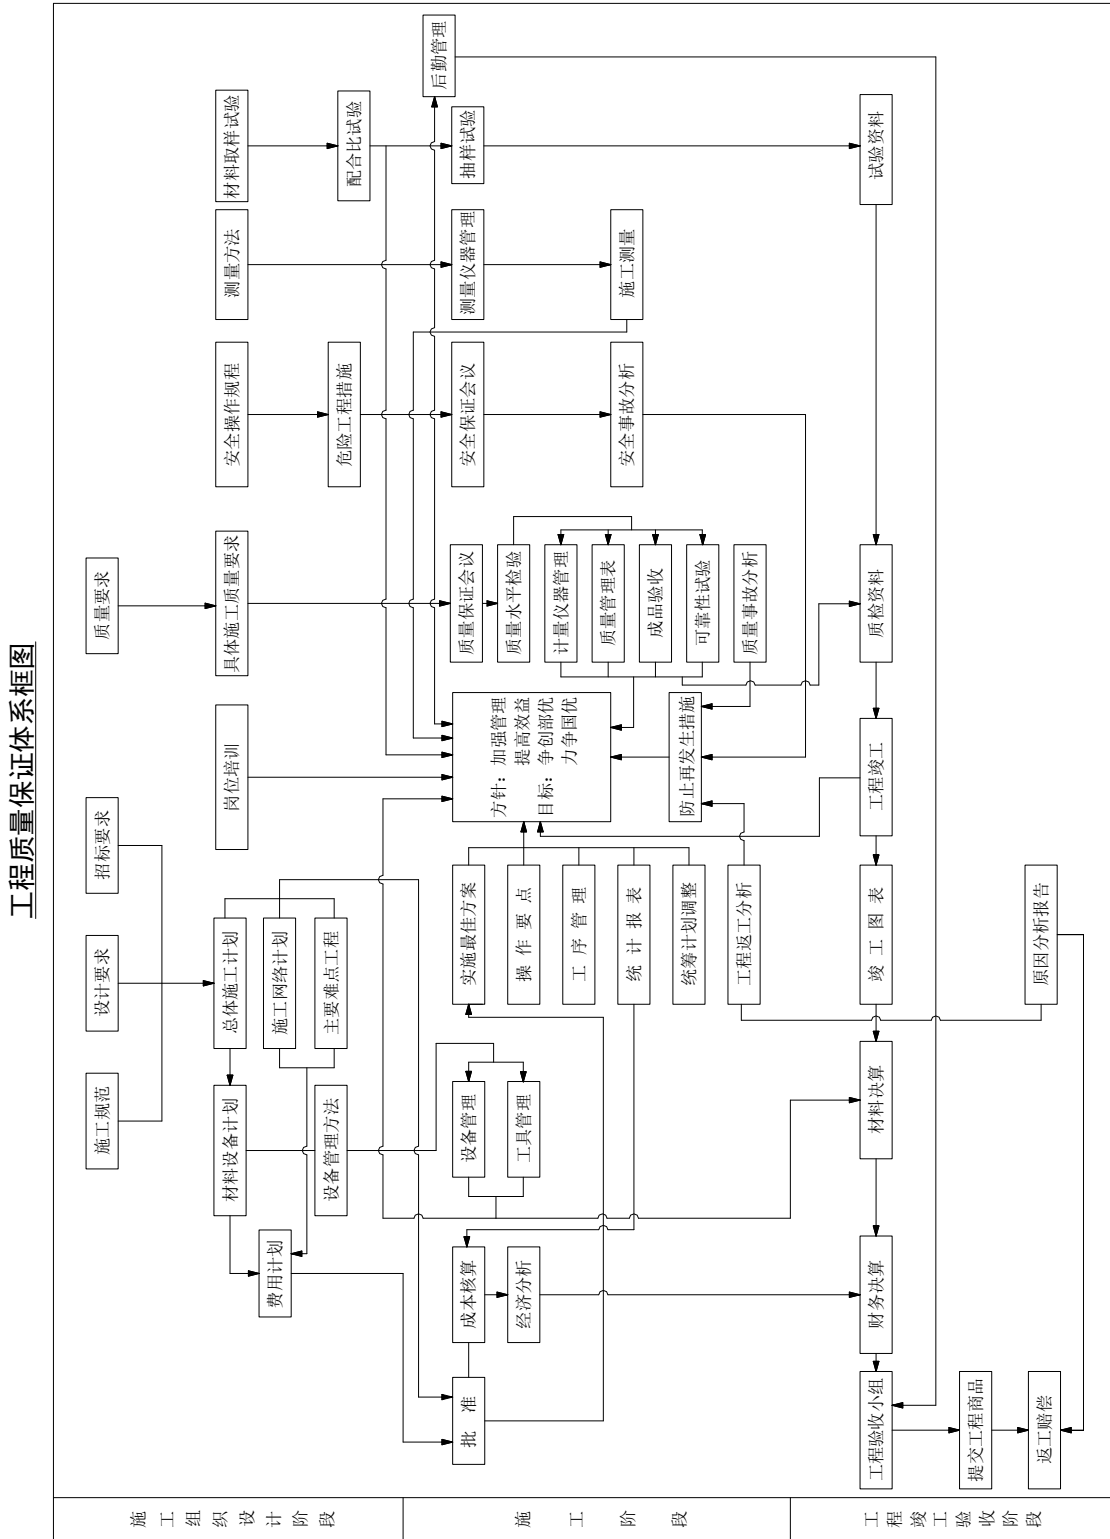 工程质量保证体系框图
施工组织设计阶段
施工规范
设计要求
招标要求
质量要求
材料设备计划
总体施工计划
岗位培训
具体施工质量要求
安全操作规程
测量方法
材料取样试验
费用计划
施工网络计划
设备管理方法
主要难点工程
危险工程措施
配合比试验
施工阶段
批 准
成本核算
设备管理
实施最佳方案
方针：加强管理
提高效益
目标：争创部优
力争国优
质量保证会议
安全保证会议
测量仪器管理
抽样试验
后勤管理
经济分析
工具管理
操 作 要 点
质量水平检验
工 序 管 理
计量仪器管理
统 计 报 表
质量管理表
安全事故分析
施工测量
成品验收
统筹计划调整
可靠性试验
工程返工分析
防止再发生措施
质量事故分析
工程竣工验收阶段
工程验收小组
财务决算
材料决算
竣 工 图 表
工程竣工
质检资料
试验资料
提交工程商品
返工赔偿
原因分析报告